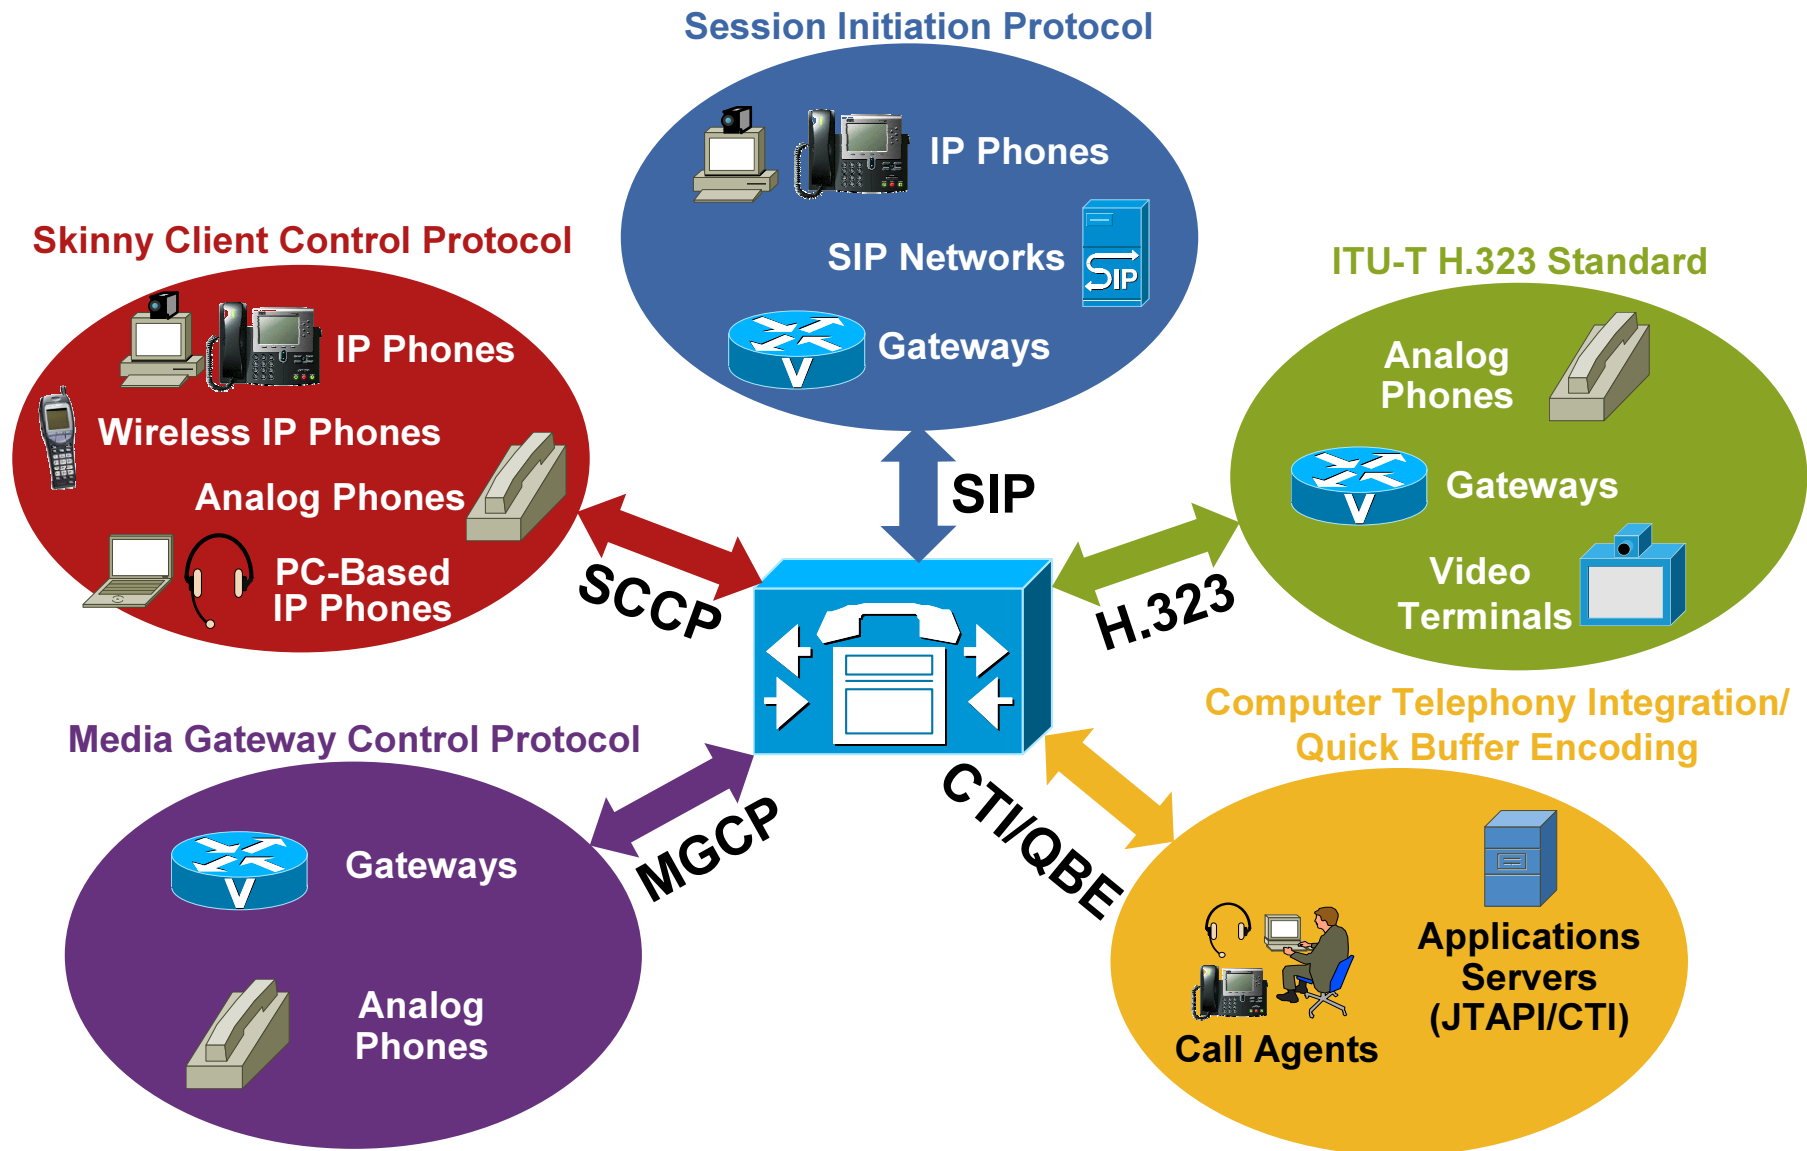 Session Initiation Protocol
IP Phones
SIP Networks
SIP
Gateways
Skinny Client Control Protocol
IP Phones
Wireless IP Phones
Analog Phones
PC-Based
IP Phones
ITU-T H.323 Standard
Analog
Phones
Gateways
V
Video
Terminals
V
SIP
SCCP
H.323
Media Gateway Control Protocol
Gateways
V
Analog
Phones
MGCP
CTI/QBE
Computer Telephony Integration/
Quick Buffer Encoding
Applications
Servers
(JTAPI/CTI)
Call Agents